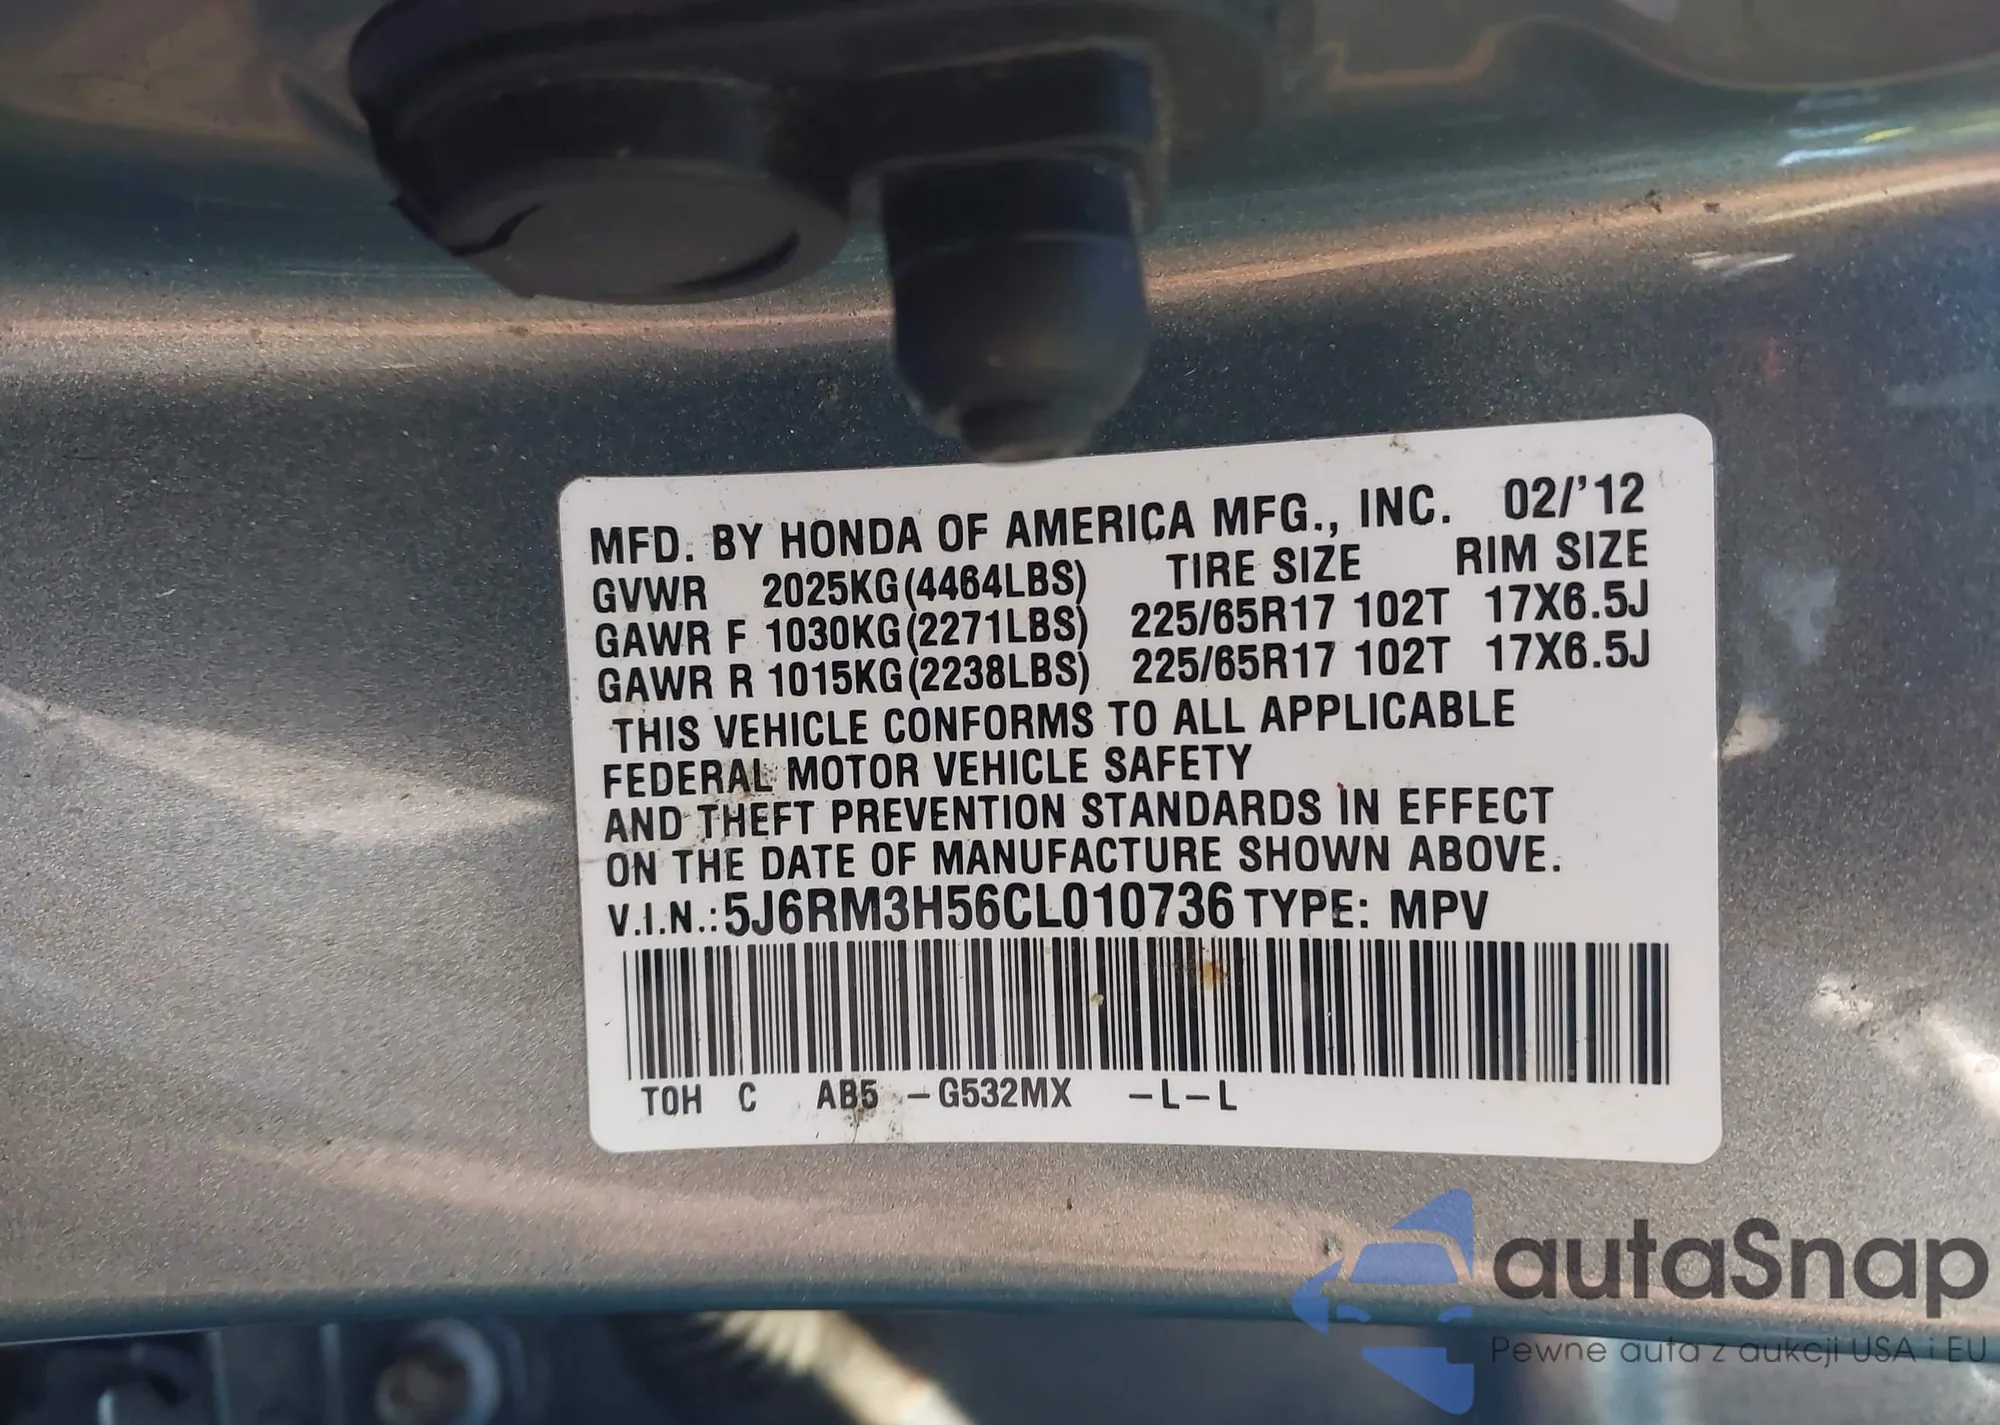 MFD. BY HONDA OF AMERICA MFG., INC. 02/'12
GVWR 2025KG(4464LBS) TIRE SIZE RIM SIZE
GAWR F 1030KG(2271LBS) 225/65R17 102T 17X6.5J
GAWR R 1015KG(2238LBS) 225/65R17 102T 17X6.5J
THIS VEHICLE CONFORMS TO ALL APPLICABLE
FEDERAL MOTOR VEHICLE SAFETY
AND THEFT PREVENTION STANDARDS IN EFFECT
ON THE DATE OF MANUFACTURE SHOWN ABOVE.
V.I.N.:5J6RM3H56CL010736 TYPE: MPV
TOH C AB5 -G532MX -L-L
autaSnap
Pewne auta z aukcji USA i EU